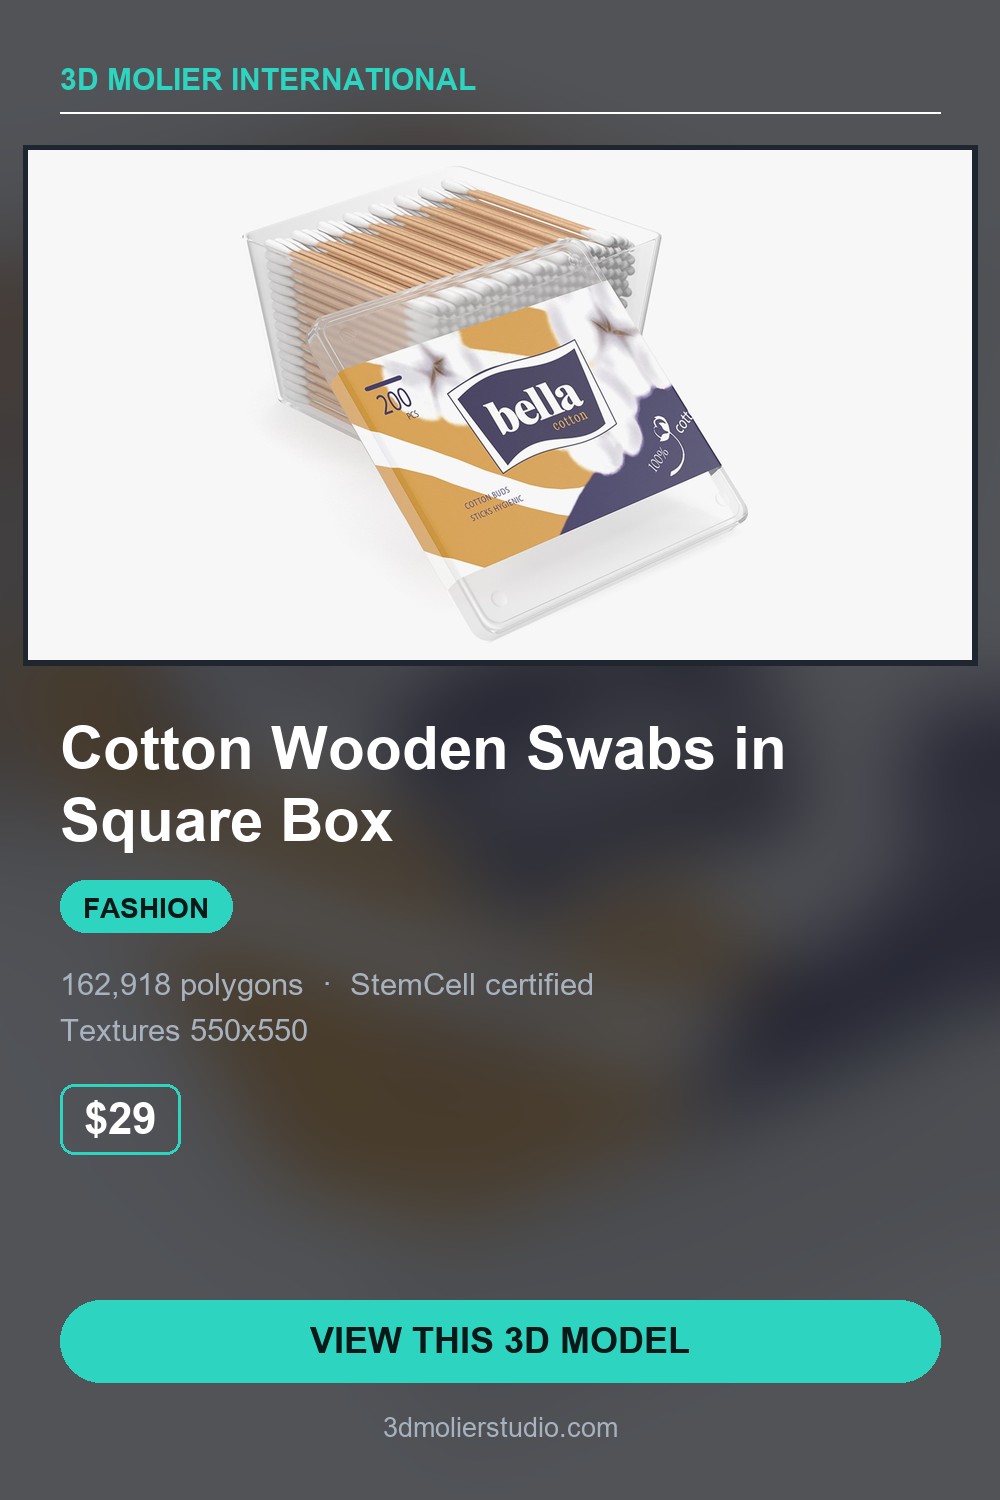 3D MOLIER INTERNATIONAL
200
PCS
bella
cotton
100%
COTTON BUDS
STICKS HYGIENIC
Cotton Wooden Swabs in
Square Box
FASHION
162,918 polygons · StemCell certified
Textures 550x550
$29
VIEW THIS 3D MODEL
3dmolierstudio.com